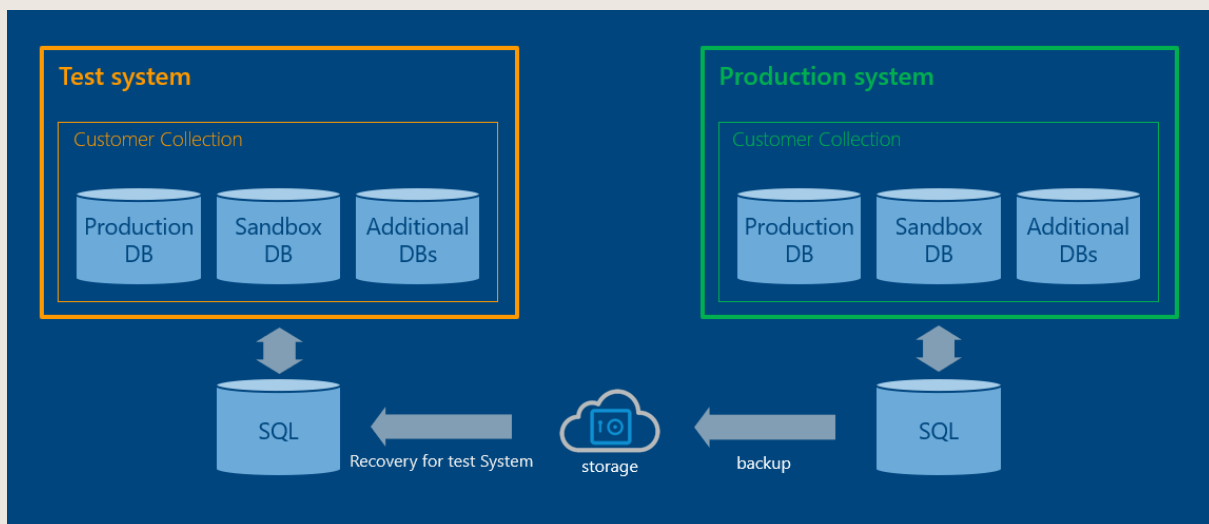 Test system
Customer Collection
Production
DB
Sandbox
DB
Additional
DBs
Production system
Customer Collection
Production
DB
Sandbox
DB
Additional
DBs
SQL
Recovery for test System
storage
backup
SQL